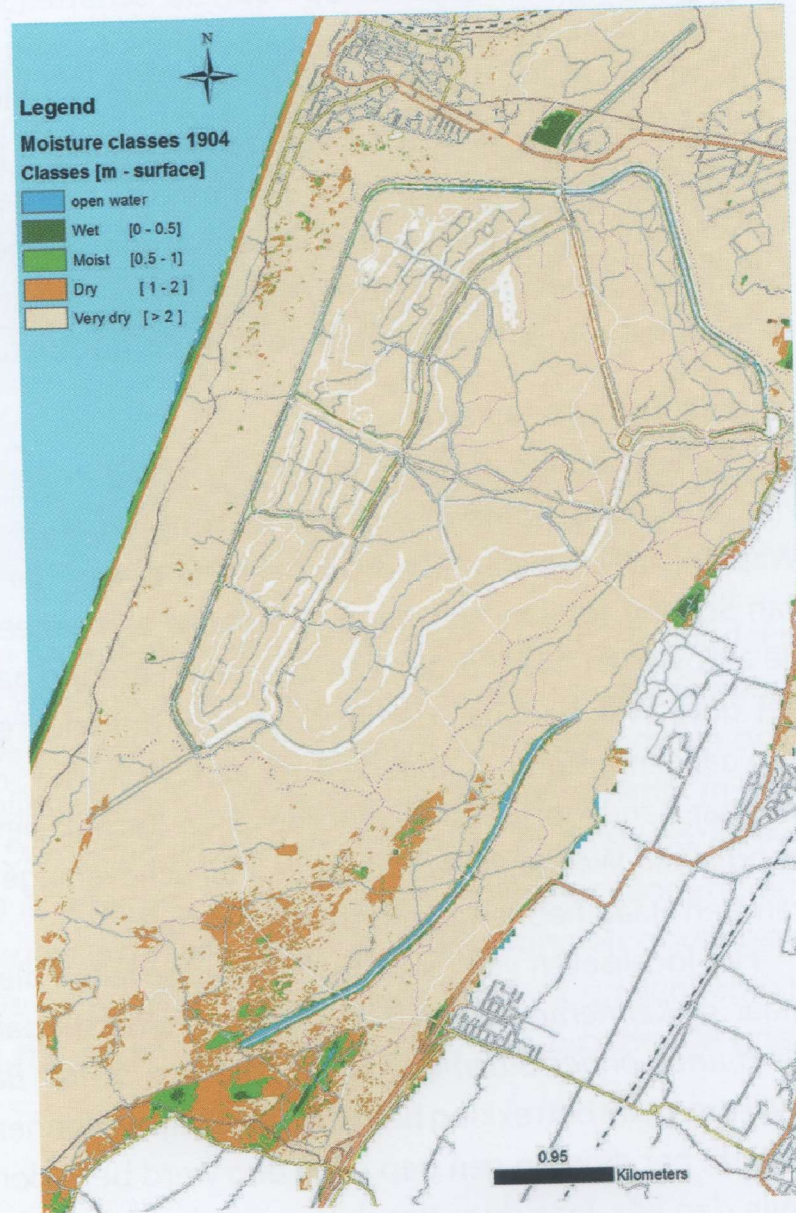 N
Legend
Moisture classes 1904
Classes [m - surface]
open water
Wet [0 - 0.5]
Moist [0.5 - 1]
Dry [ 1 - 2 ]
Very dry [ > 2 ]
0.95
Kilometers